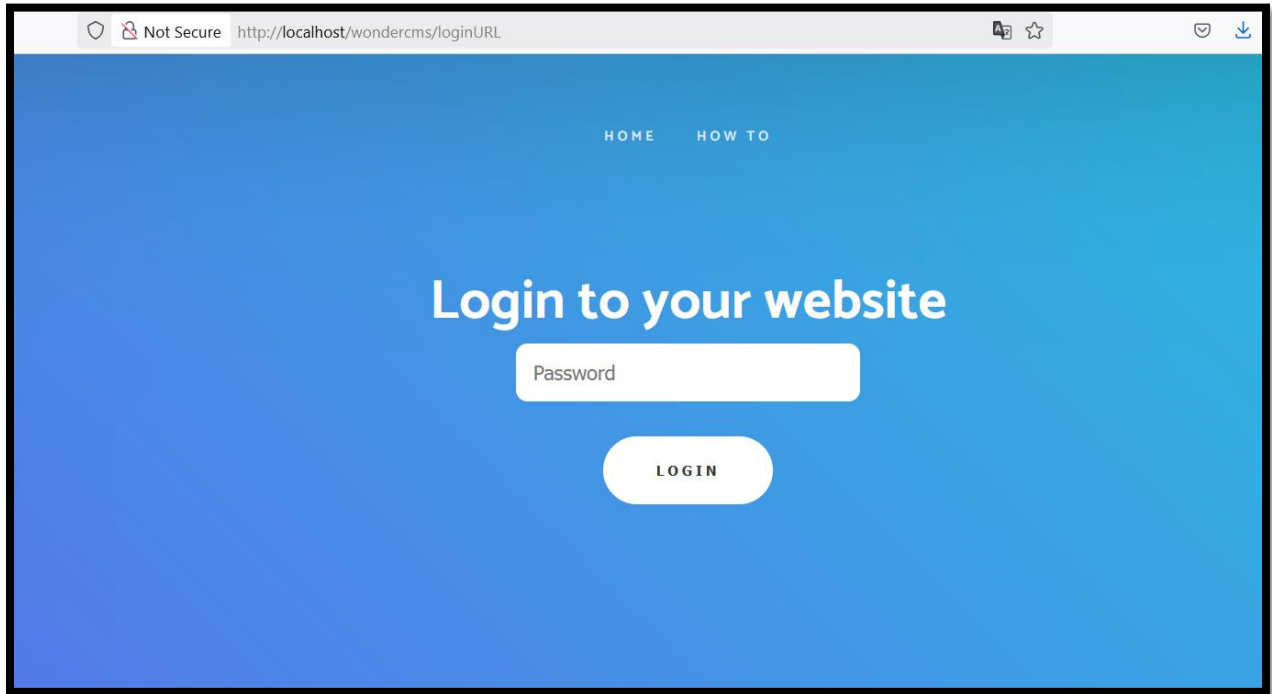 Not Secure http://localhost/wondercms/loginURL
HOME HOW TO
Login to your website
Password
LOGIN